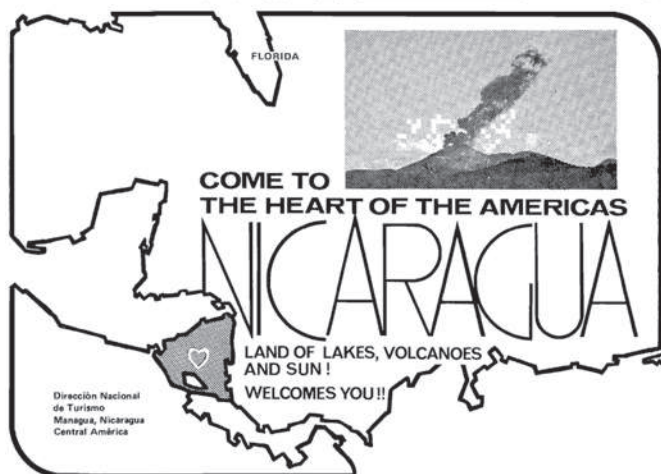 FLORIDA
COME TO
THE HEART OF THE AMERICAS
NICARAGUA
LAND OF LAKES, VOLCANOES
AND SUN!
WELCOMES YOU!!
Dirección Nacional
de Turismo
Managua, Nicaragua
Central América